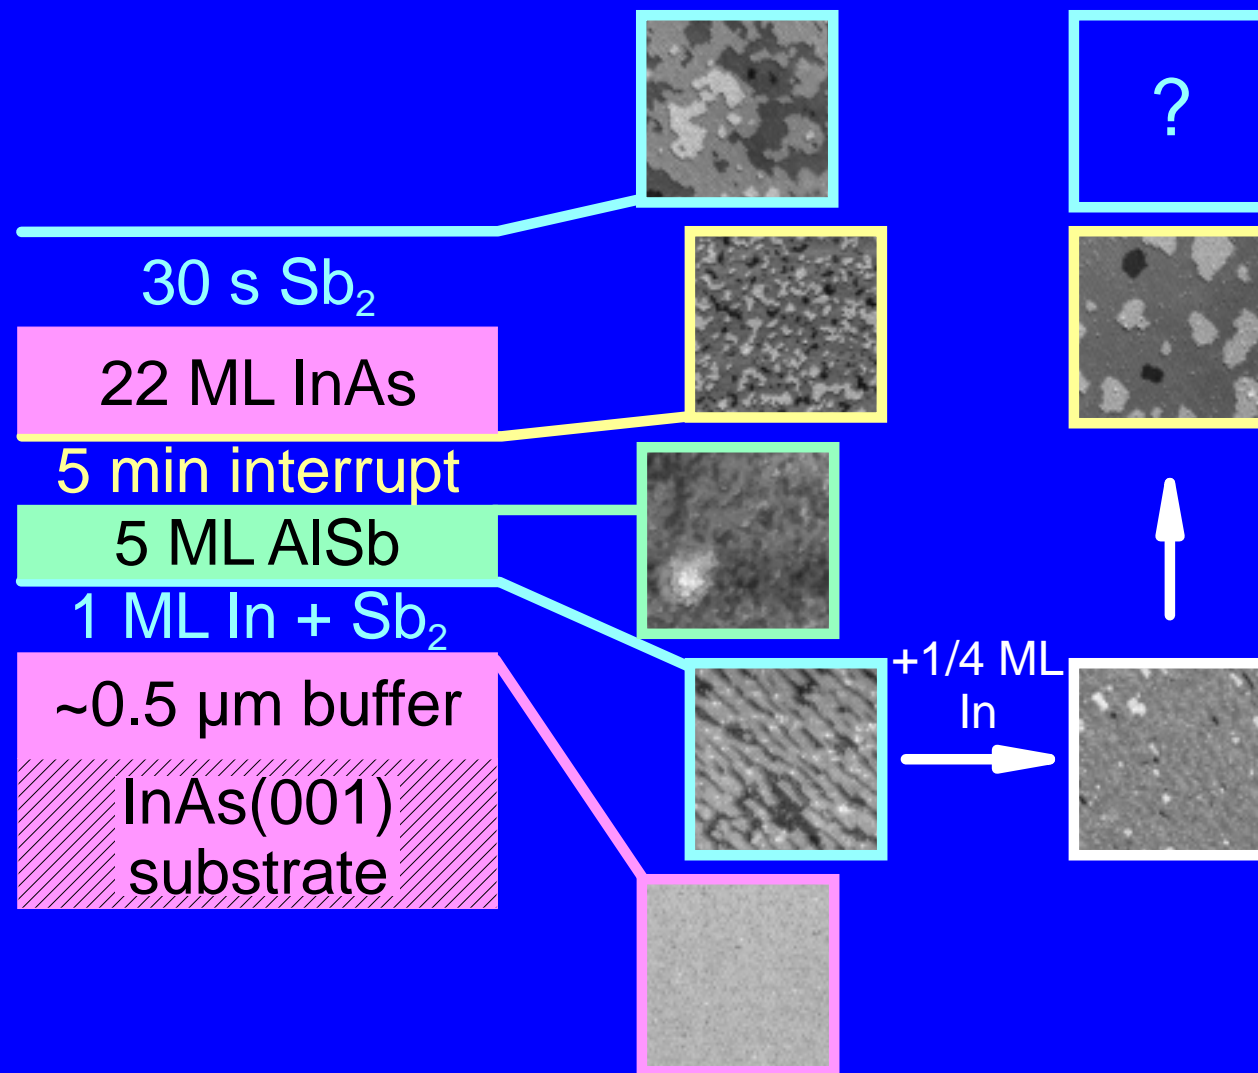 ?
30 s Sb₂
22 ML InAs
5 min interrupt
5 ML AlSb
1 ML In + Sb₂
+1/4 ML
In
~0.5 µm buffer
InAs(001)
substrate